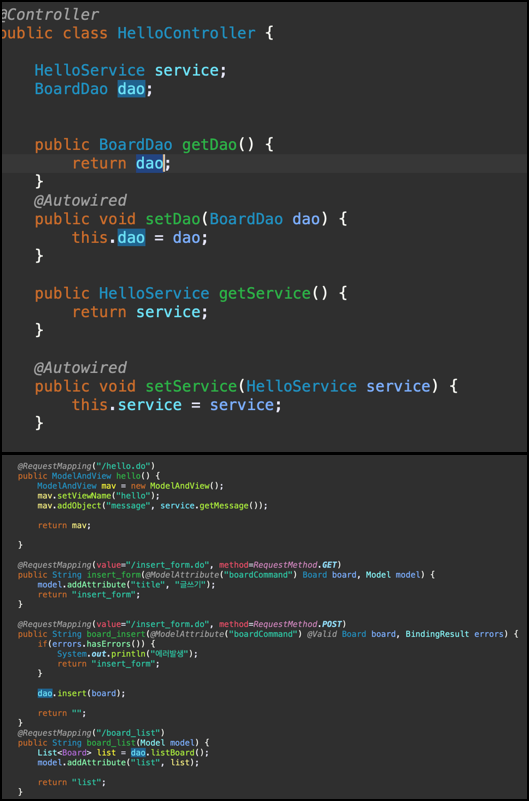 @Controller
public class HelloController {
HelloService service;
BoardDao dao;
public BoardDao getDao() {
return dao;
}
@Autowired
public void setDao(BoardDao dao) {
this.dao = dao;
}
public HelloService getService() {
return service;
}
@Autowired
public void setService(HelloService service) {
this.service = service;
}
@RequestMapping("/hello.do")
public ModelAndView hello() {
ModelAndView mav = new ModelAndView();
mav.setViewName("hello");
mav.addObject("message", service.getMessage());
return mav;
}
@RequestMapping(value="/insert_form.do", method=RequestMethod.GET)
public String insert_form(@ModelAttribute("boardCommand") Board board, Model model) {
model.addAttribute("title", "글쓰기");
return "insert_form";
}
@RequestMapping(value="/insert_form.do", method=RequestMethod.POST)
public String board_insert(@ModelAttribute("boardCommand") @Valid Board board, BindingResult errors) {
if(errors.hasErrors()) {
System.out.println("에러발생");
return "insert_form";
}
dao.insert(board);
return "";
}
@RequestMapping("/board_list")
public String board_list(Model model) {
List<Board> list = dao.listBoard();
model.addAttribute("list", list);
return "list";
}